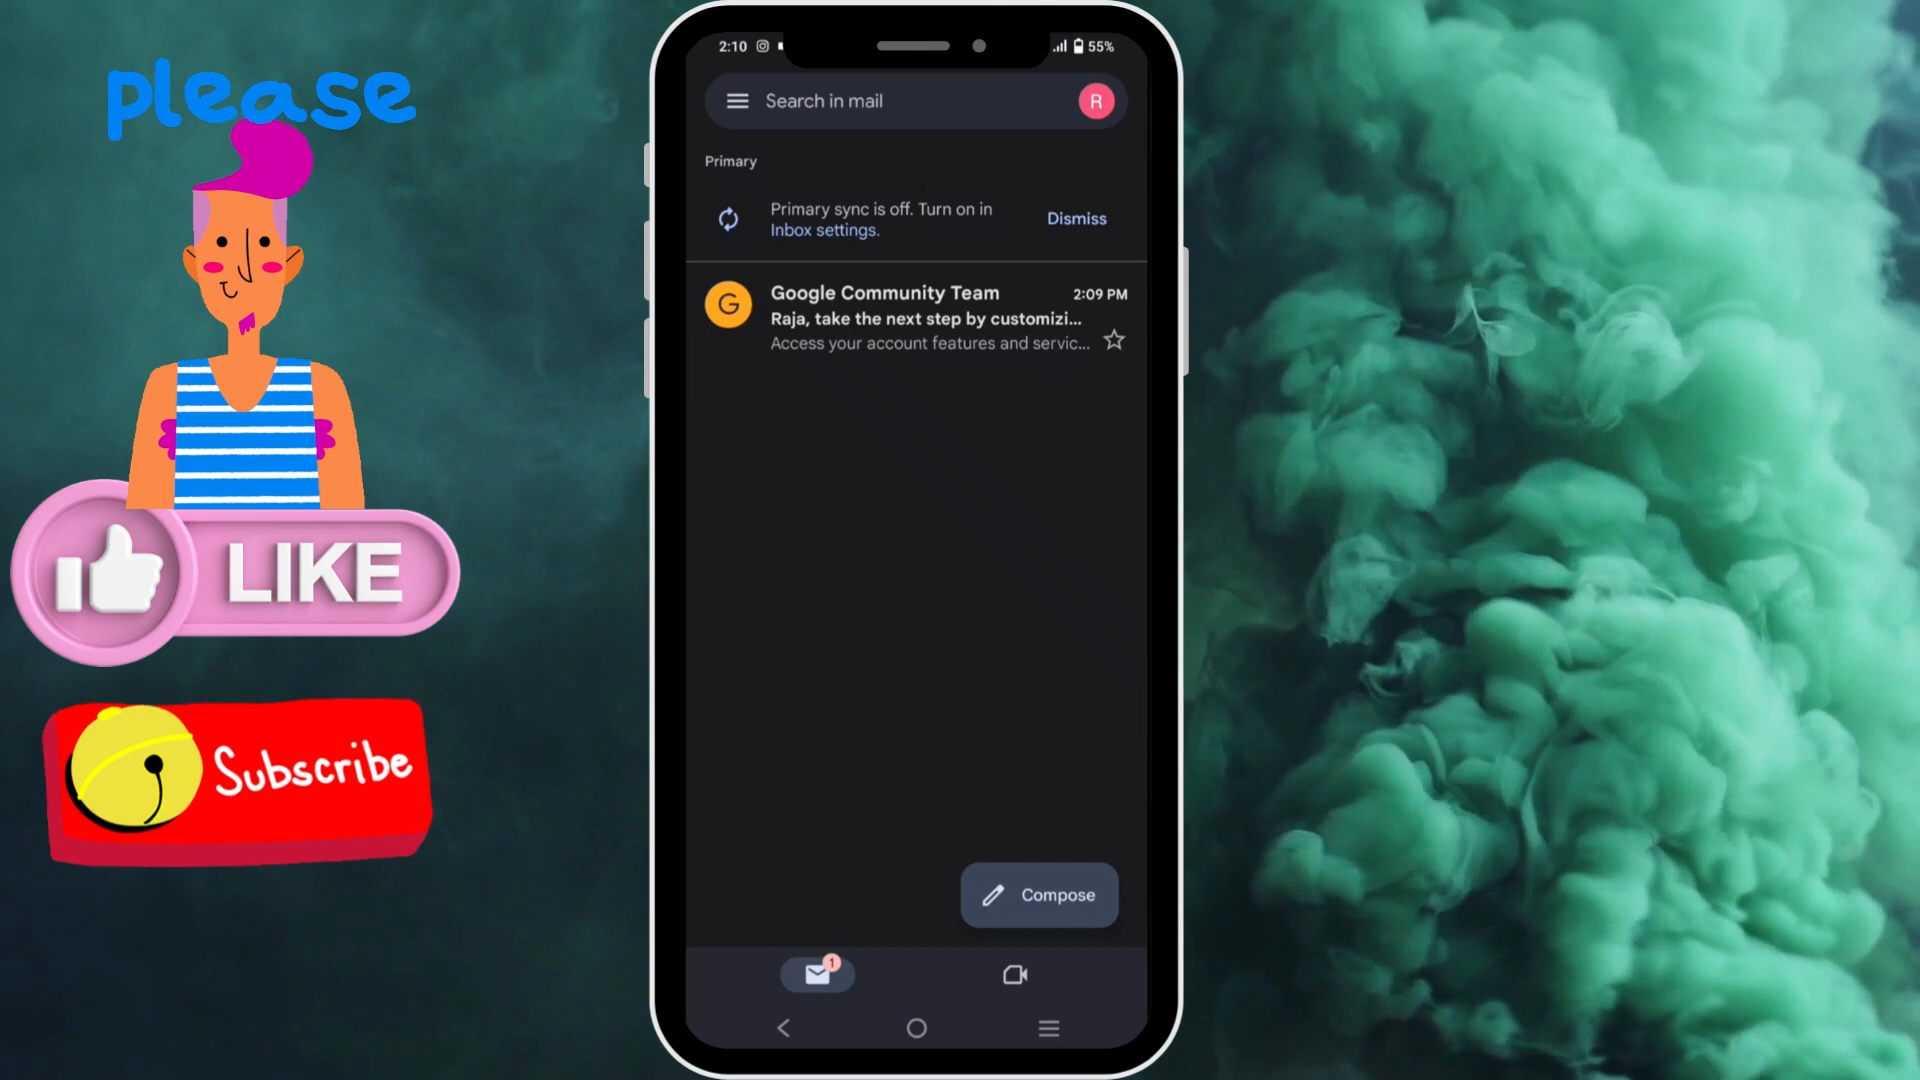 please
LIKE
Subscribe
2:10
55%
Search in mail
R
Primary
Primary sync is off. Turn on in
Inbox settings.
Dismiss
G
Google Community Team
2:09 PM
Raja, take the next step by customizi...
Access your account features and servic...
Compose
1